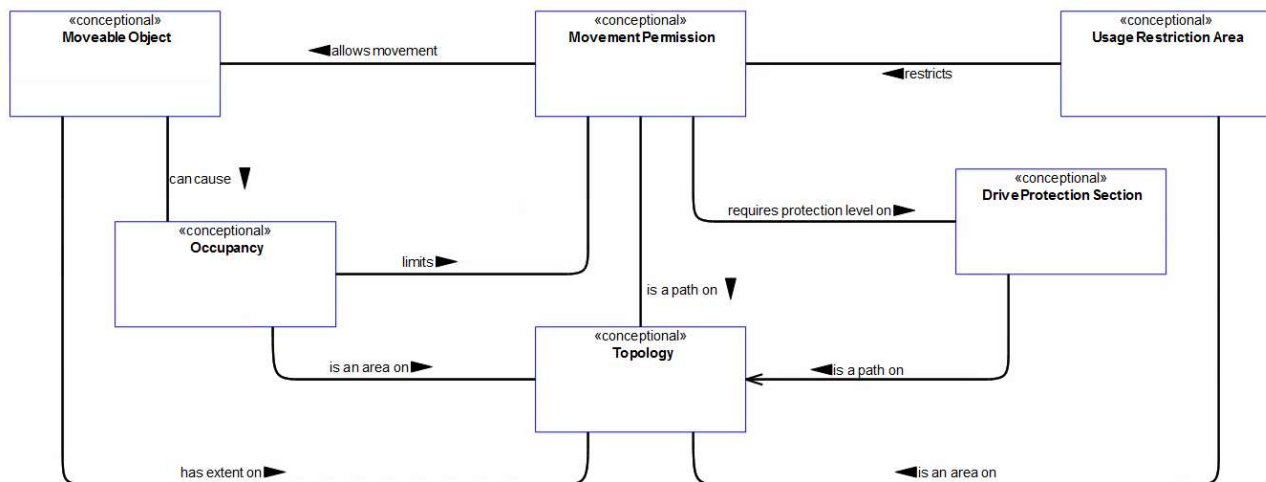 «conceptional»
Moveable Object
«conceptional»
Movement Permission
«conceptional»
Usage Restriction Area
allows movement
restricts
can cause
«conceptional»
Drive Protection Section
requires protection level on
«conceptional»
Occupancy
limits
is a path on
«conceptional»
Topology
is an area on
is a path on
has extent on
is an area on